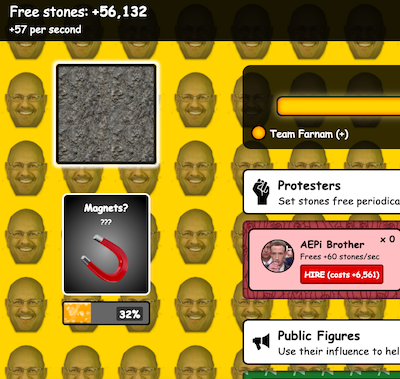 Free stones: +56,132
+57 per second
Team Farnam (+)
Magnets?
???
32%
Protesters
Set stones free periodica
AEPi Brother
x 0
Frees +60 stones/sec
HIRE (costs +6,561)
Public Figures
Use their influence to hel